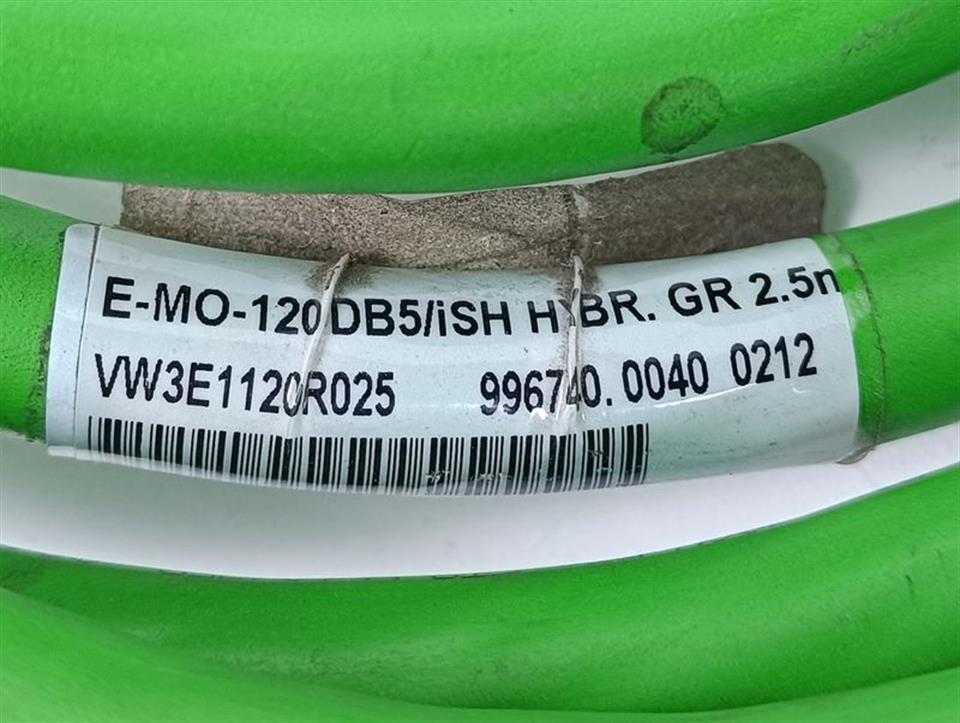 E-MO-120 DB5/iSH HYBR. GR 2.5m
VW3E1120R025 996740.0040 0212